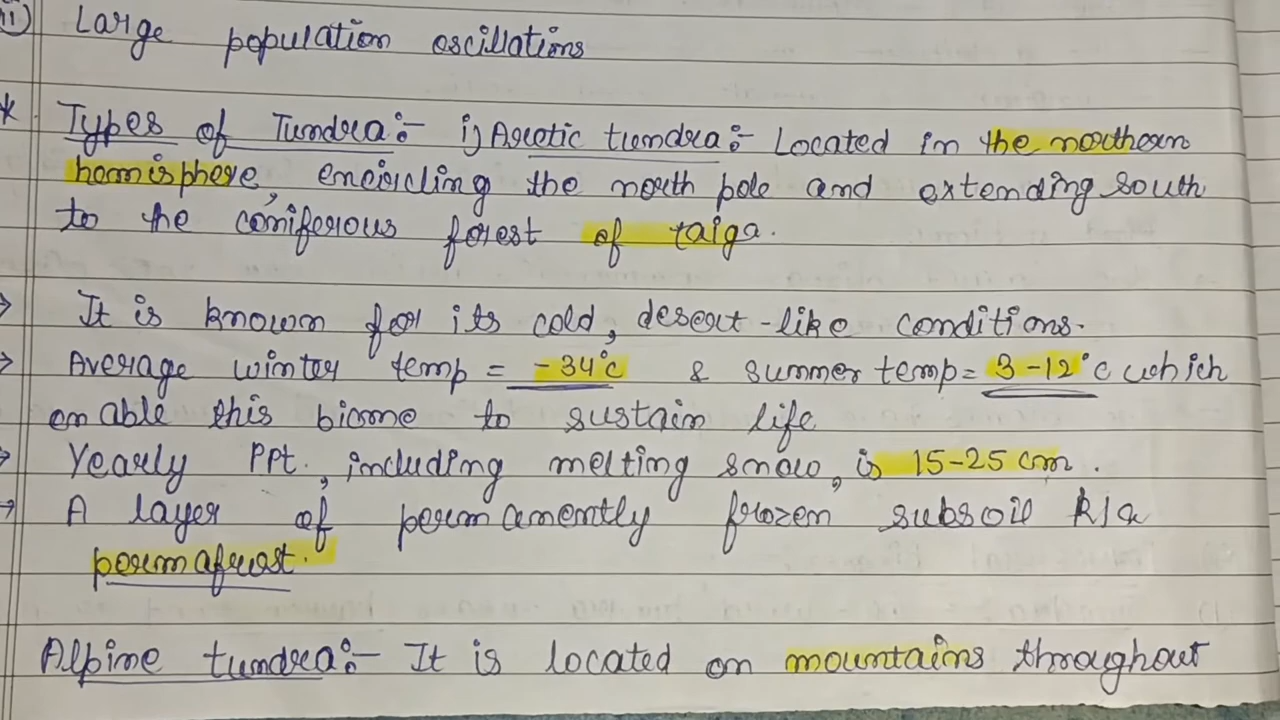 ii) Large population oscillations
* Types of Tundra:- i) Arctic tundra:- Located in the northern
hemisphere, encircling the north pole and extending south
to the coniferous forest of taiga.
→ It is known for its cold, desert-like conditions.
→ Average winter temp = -34°c & summer temp= 3-12°c which
enable this biome to sustain life
→ Yearly PPt., including melting snow, is 15-25 cm.
→ A layer of permanently frozen subsoil k/a
permafrost.
Alpine tundra:- It is located on mountains throughout